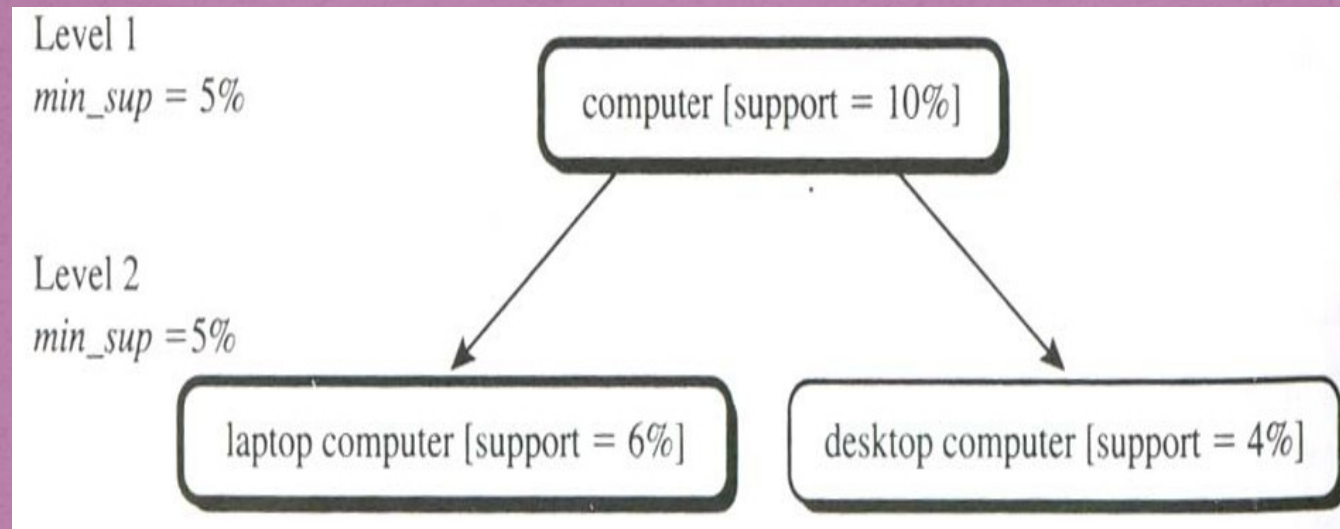 Level 1
min_sup = 5%
computer [support = 10%]
Level 2
min_sup =5%
laptop computer [support = 6%]
desktop computer [support = 4%]